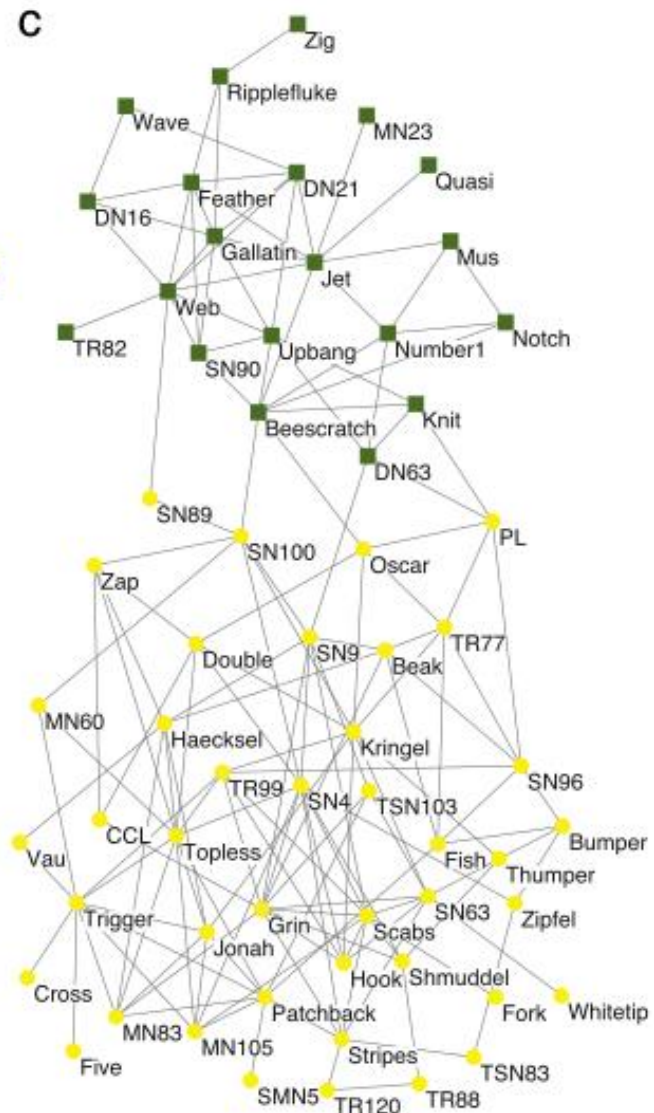 C
Zig
Ripplefluke
Wave
MN23
Quasi
DN21
Feather
DN16
Gallatin
Mus
Jet
Web
Notch
TR82
Upbang
Number1
SN90
Knit
Beescratch
DN63
SN89
PL
SN100
Oscar
Zap
TR77
Double
SN9
Beak
MN60
Haecksel
Kringel
SN96
TR99
SN4
TSN103
CCL
Bumper
Topless
Vau
Fish
Thumper
Trigger
Grin
Scabs
SN63
Zipfel
Jonah
Hook
Shmuddel
Cross
Patchback
Fork
Whitetip
MN83
MN105
Stripes
Five
TSN83
SMN5
TR120
TR88